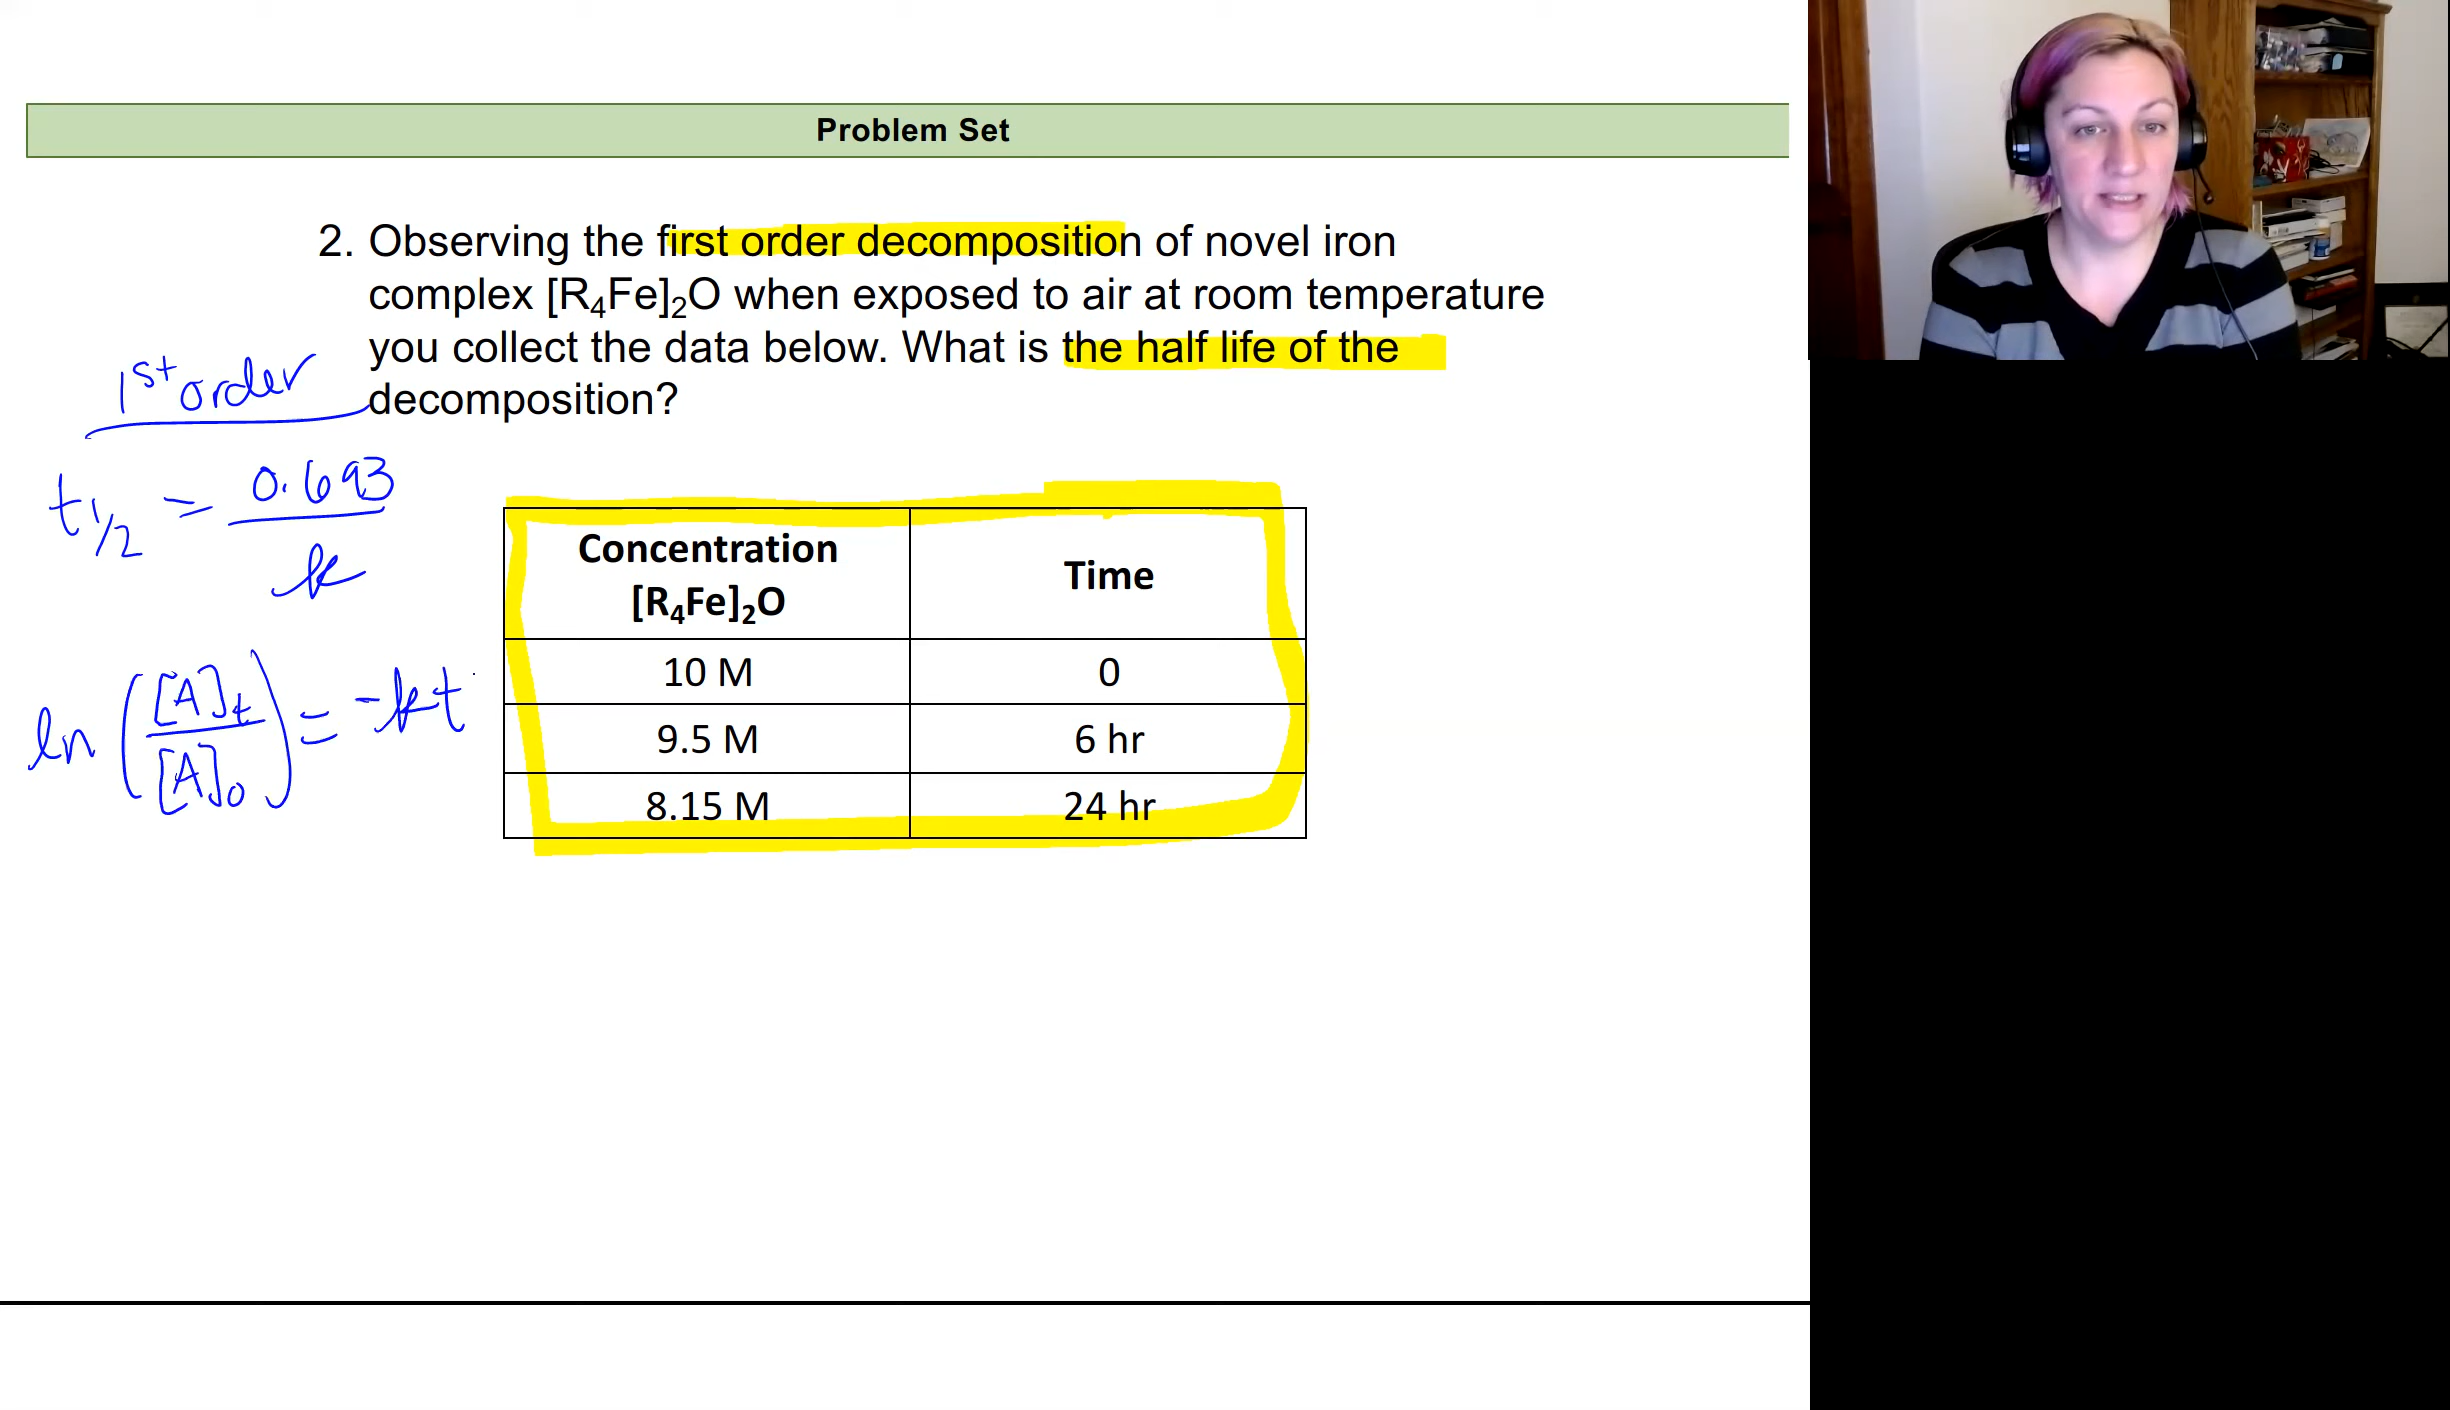 Problem Set
2. Observing the first order decomposition of novel iron
complex [R₄Fe]₂O when exposed to air at room temperature
you collect the data below. What is the half life of the
decomposition?
1st order
t1/2 = 0.693 / k
ln ([A]t / [A]0) = -kt
Concentration [R₄Fe]₂O Time
10 M 0
9.5 M 6 hr
8.15 M 24 hr